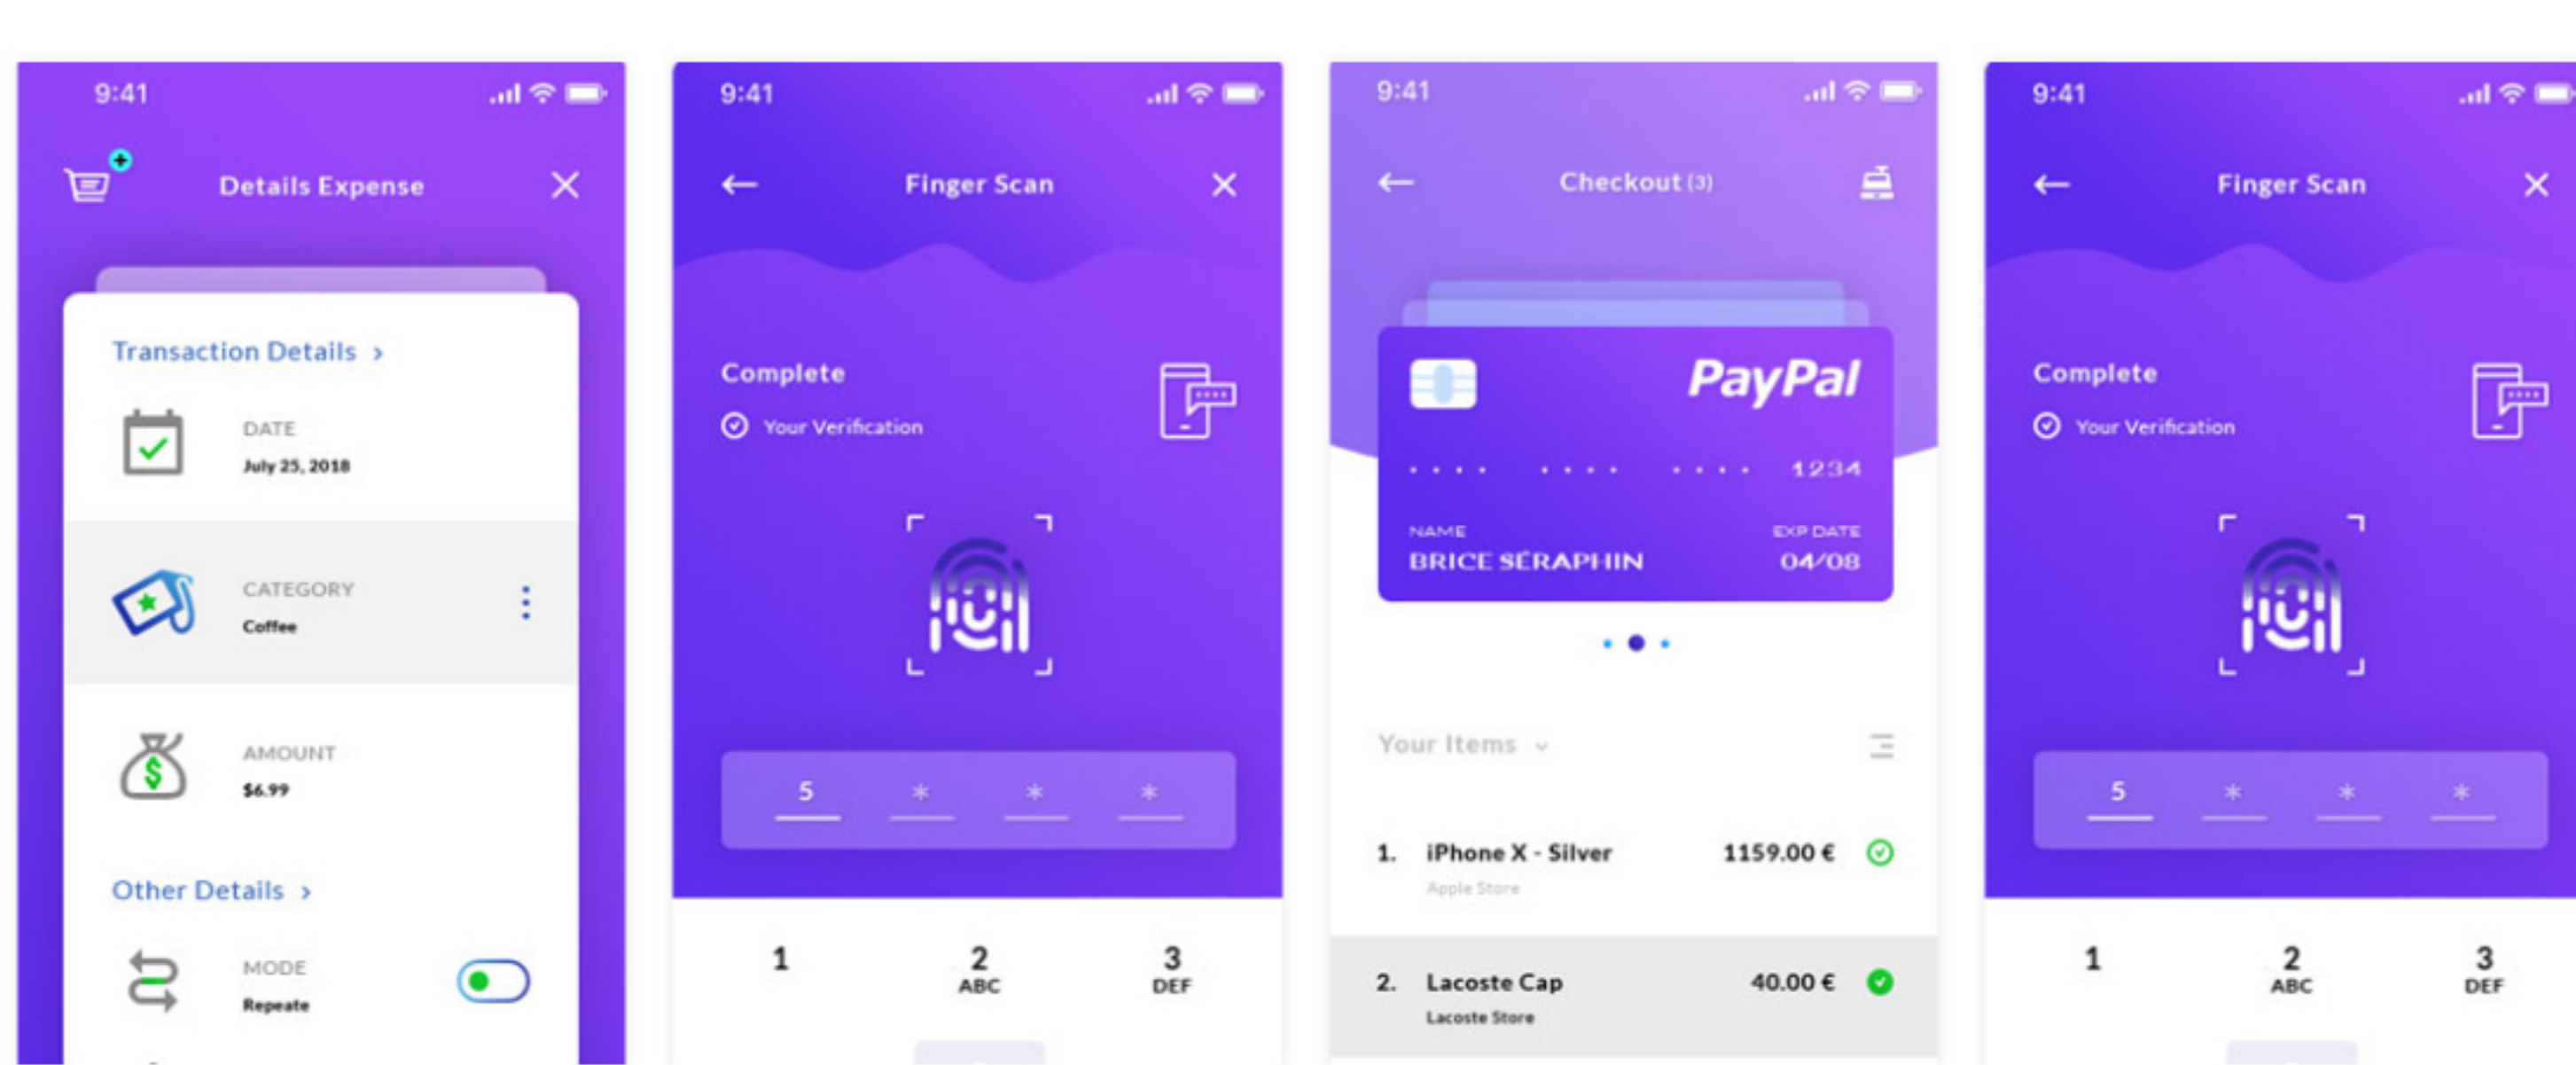 9:41
Details Expense
Transaction Details >
DATE
July 25, 2018
CATEGORY
Coffee
AMOUNT
$6.99
Other Details >
MODE
Repeate
9:41
Finger Scan
Complete
Your Verification
5 * * *
1 2 3
ABC DEF
9:41
Checkout (3)
PayPal
.... .... .... 1234
NAME EXP DATE
BRICE SÉRAPHIN 04/08
Your Items
1. iPhone X - Silver 1159.00 €
Apple Store
2. Lacoste Cap 40.00 €
Lacoste Store
9:41
Finger Scan
Complete
Your Verification
5 * * *
1 2 3
ABC DEF